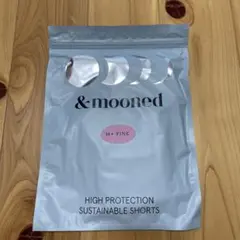 &mooned
M• PINK
HIGH PROTECTION
SUSTAINABLE SHORTS